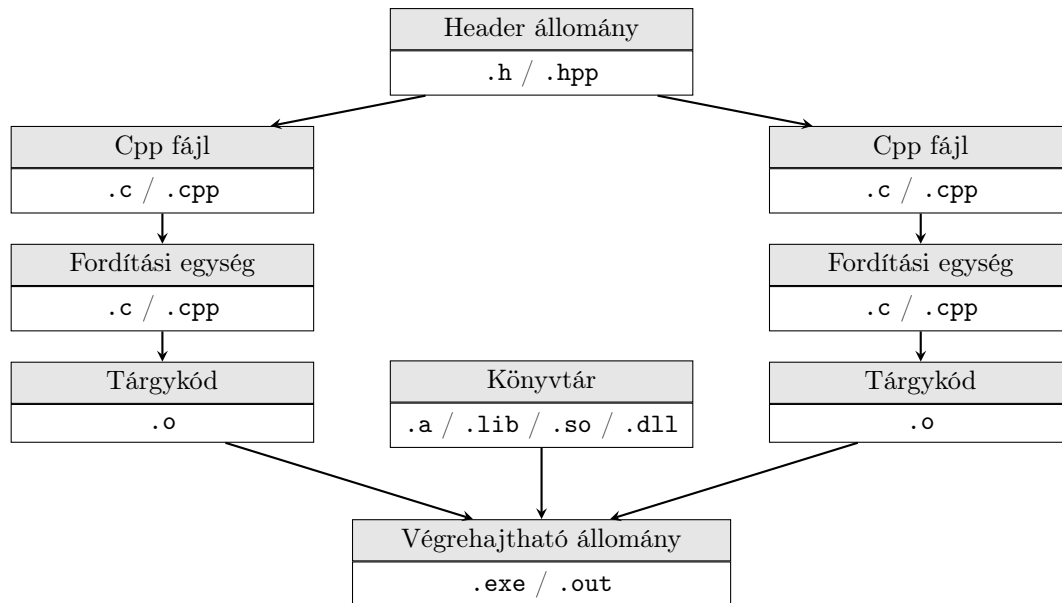 Header állomány
.h / .hpp
Cpp fájl
.c / .cpp
Cpp fájl
.c / .cpp
Fordítási egység
.c / .cpp
Fordítási egység
.c / .cpp
Tárgykód
.o
Könyvtár
.a / .lib / .so / .dll
Tárgykód
.o
Végrehajtható állomány
.exe / .out